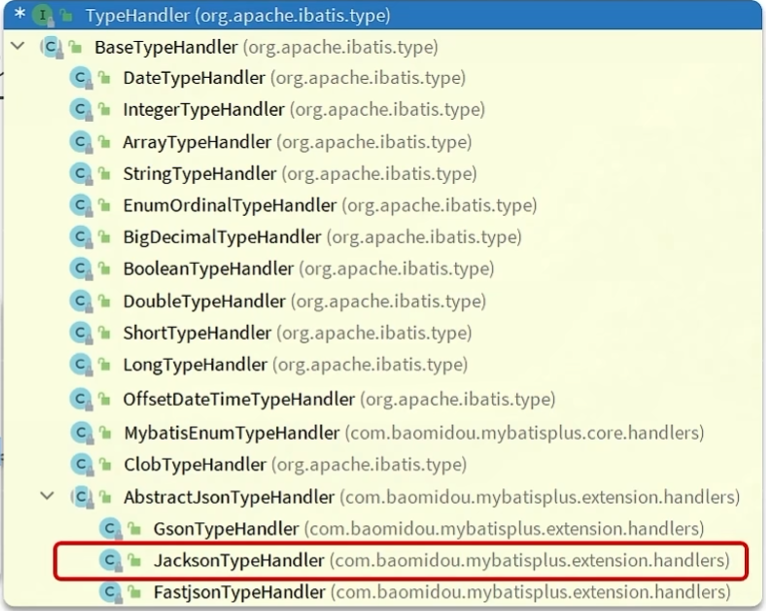 * I TypeHandler (org.apache.ibatis.type)
C BaseTypeHandler (org.apache.ibatis.type)
C DateTypeHandler (org.apache.ibatis.type)
C IntegerTypeHandler (org.apache.ibatis.type)
C ArrayTypeHandler (org.apache.ibatis.type)
C StringTypeHandler (org.apache.ibatis.type)
C EnumOrdinalTypeHandler (org.apache.ibatis.type)
C BigDecimalTypeHandler (org.apache.ibatis.type)
C BooleanTypeHandler (org.apache.ibatis.type)
C DoubleTypeHandler (org.apache.ibatis.type)
C ShortTypeHandler (org.apache.ibatis.type)
C LongTypeHandler (org.apache.ibatis.type)
C OffsetDateTimeTypeHandler (org.apache.ibatis.type)
C MybatisEnumTypeHandler (com.baomidou.mybatisplus.core.handlers)
C ClobTypeHandler (org.apache.ibatis.type)
C AbstractJsonTypeHandler (com.baomidou.mybatisplus.extension.handlers)
C GsonTypeHandler (com.baomidou.mybatisplus.extension.handlers)
C JacksonTypeHandler (com.baomidou.mybatisplus.extension.handlers)
C FastjsonTypeHandler (com.baomidou.mybatisplus.extension.handlers)